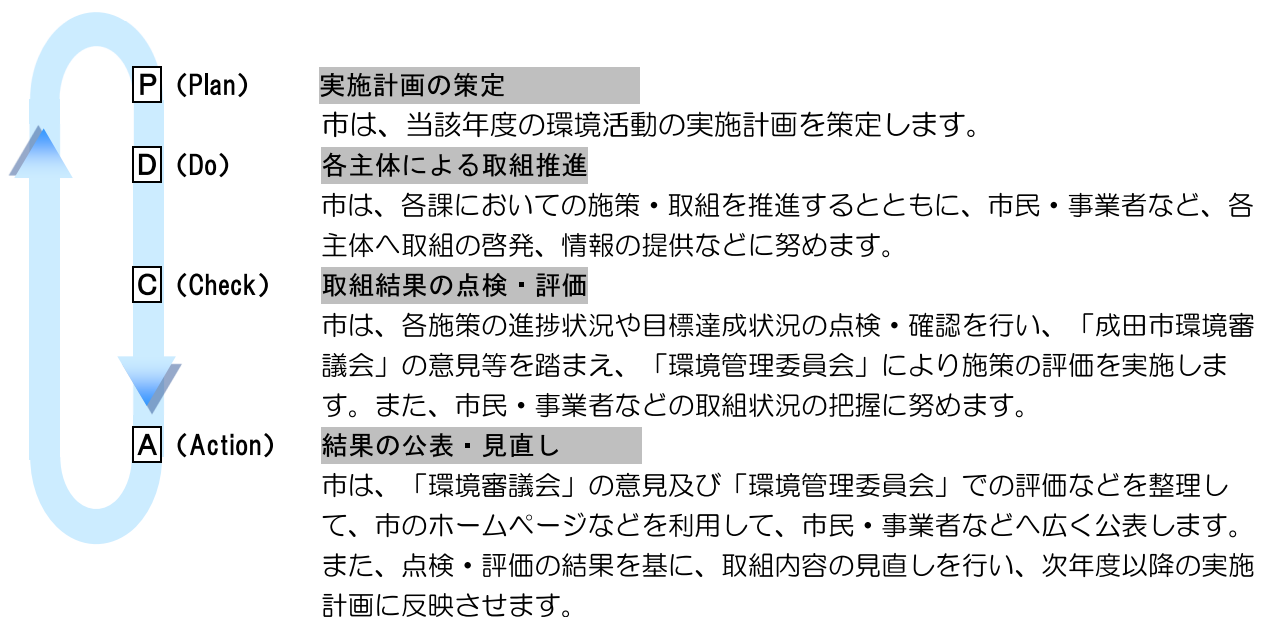 P（Plan） 実施計画の策定
市は、当該年度の環境活動の実施計画を策定します。
D（Do） 各主体による取組推進
市は、各課においての施策・取組を推進するとともに、市民・事業者など、各
主体へ取組の啓発、情報の提供などに努めます。
C（Check） 取組結果の点検・評価
市は、各施策の進捗状況や目標達成状況の点検・確認を行い、「成田市環境審
議会」の意見等を踏まえ、「環境管理委員会」により施策の評価を実施しま
す。また、市民・事業者などの取組状況の把握に努めます。
A（Action） 結果の公表・見直し
市は、「環境審議会」の意見及び「環境管理委員会」での評価などを整理し
て、市のホームページなどを利用して、市民・事業者などへ広く公表します。
また、点検・評価の結果を基に、取組内容の見直しを行い、次年度以降の実施
計画に反映させます。